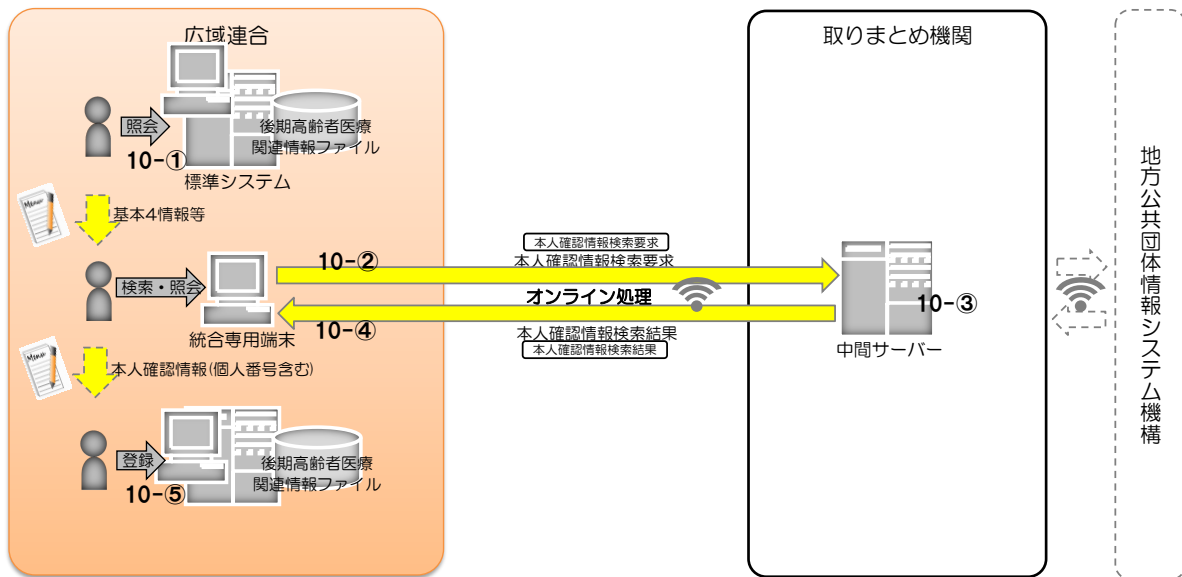 広域連合
取りまとめ機関
照会
10-①
後期高齢者医療
関連情報ファイル
標準システム
基本4情報等
検索・照会
統合専用端末
10-②
本人確認情報検索要求
本人確認情報検索要求
オンライン処理
10-④
本人確認情報検索結果
本人確認情報検索結果
10-③
中間サーバー
地方公共団体情報システム機構
本人確認情報(個人番号含む)
登録
10-⑤
後期高齢者医療
関連情報ファイル